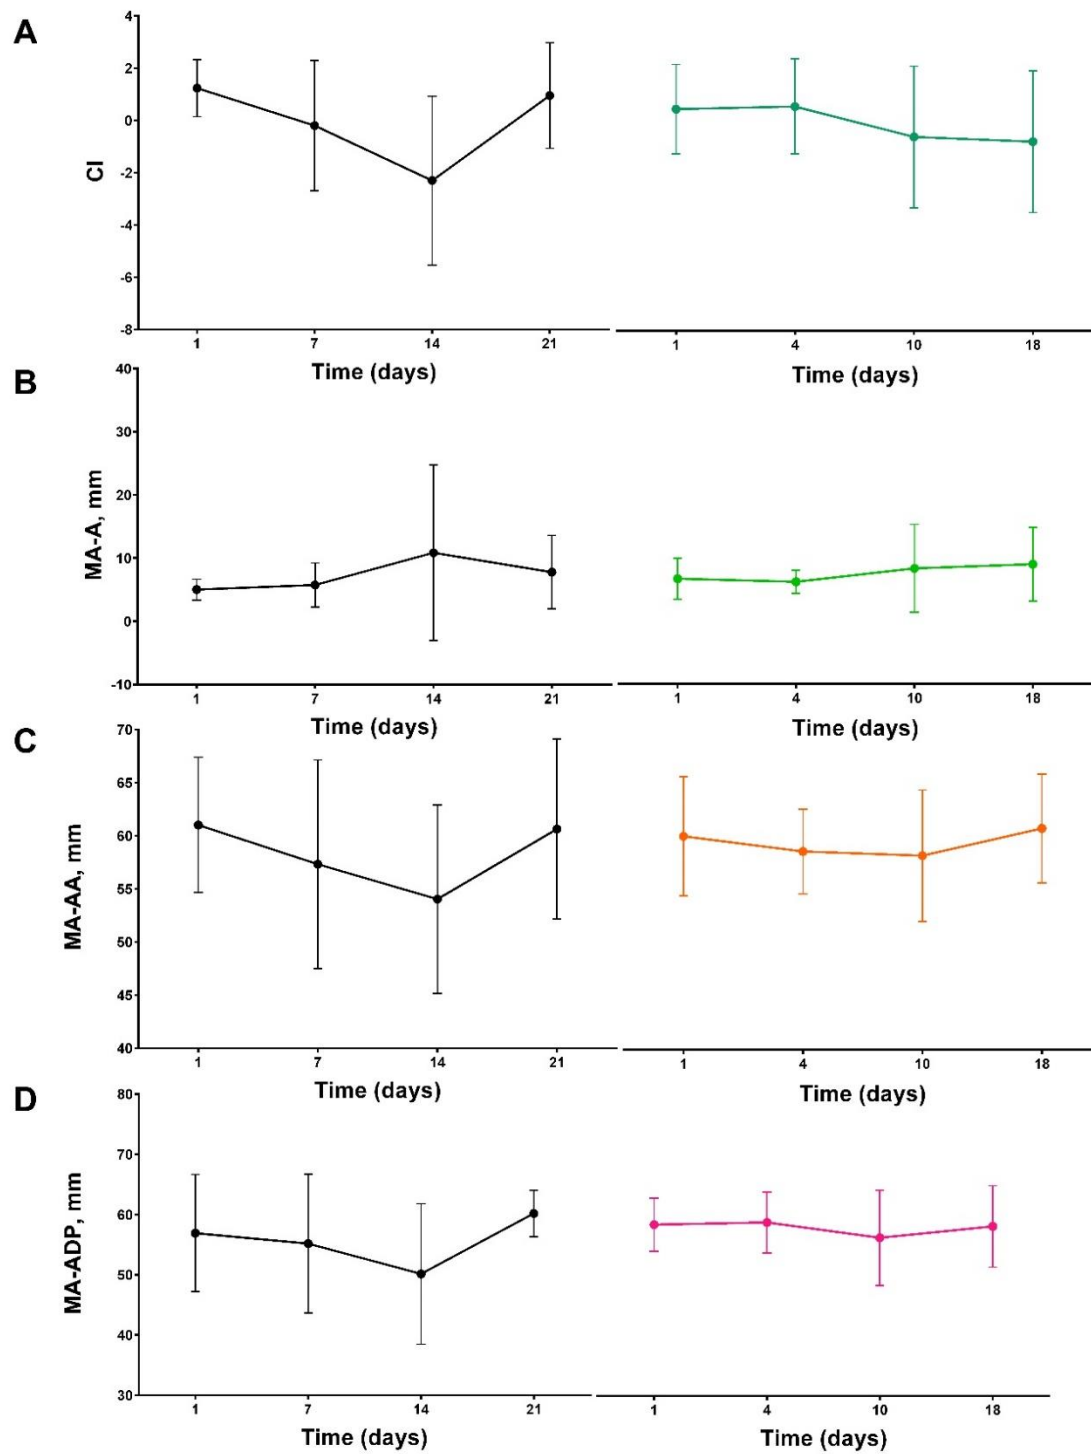 A
CI
4
2
0
-2
-4
-6
-8
1 7 14 21
Time (days)
1 4 10 18
Time (days)
B
MA-A, mm
40
30
20
10
0
-10
1 7 14 21
Time (days)
1 4 10 18
Time (days)
C
MA-AA, mm
70
65
60
55
50
45
40
1 7 14 21
Time (days)
1 4 10 18
Time (days)
D
MA-ADP, mm
80
70
60
50
40
30
1 7 14 21
Time (days)
1 4 10 18
Time (days)